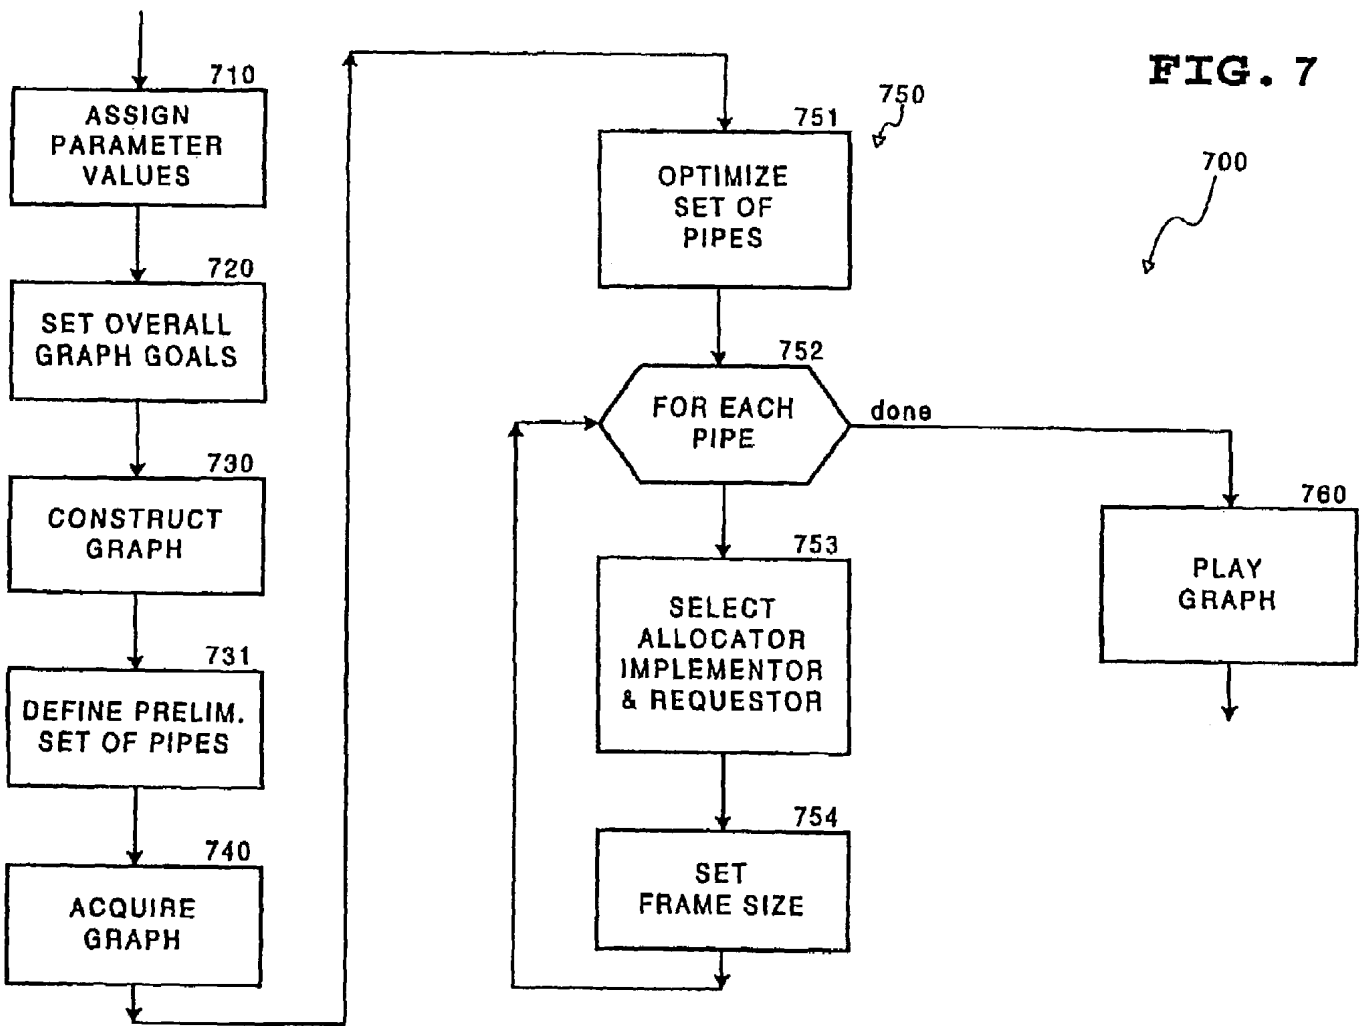 FIG. 7
700
710
ASSIGN
PARAMETER
VALUES
720
SET OVERALL
GRAPH GOALS
730
CONSTRUCT
GRAPH
731
DEFINE PRELIM.
SET OF PIPES
740
ACQUIRE
GRAPH
750
751
OPTIMIZE
SET OF
PIPES
752
FOR EACH
PIPE
done
753
SELECT
ALLOCATOR
IMPLEMENTOR
& REQUESTOR
754
SET
FRAME SIZE
760
PLAY
GRAPH